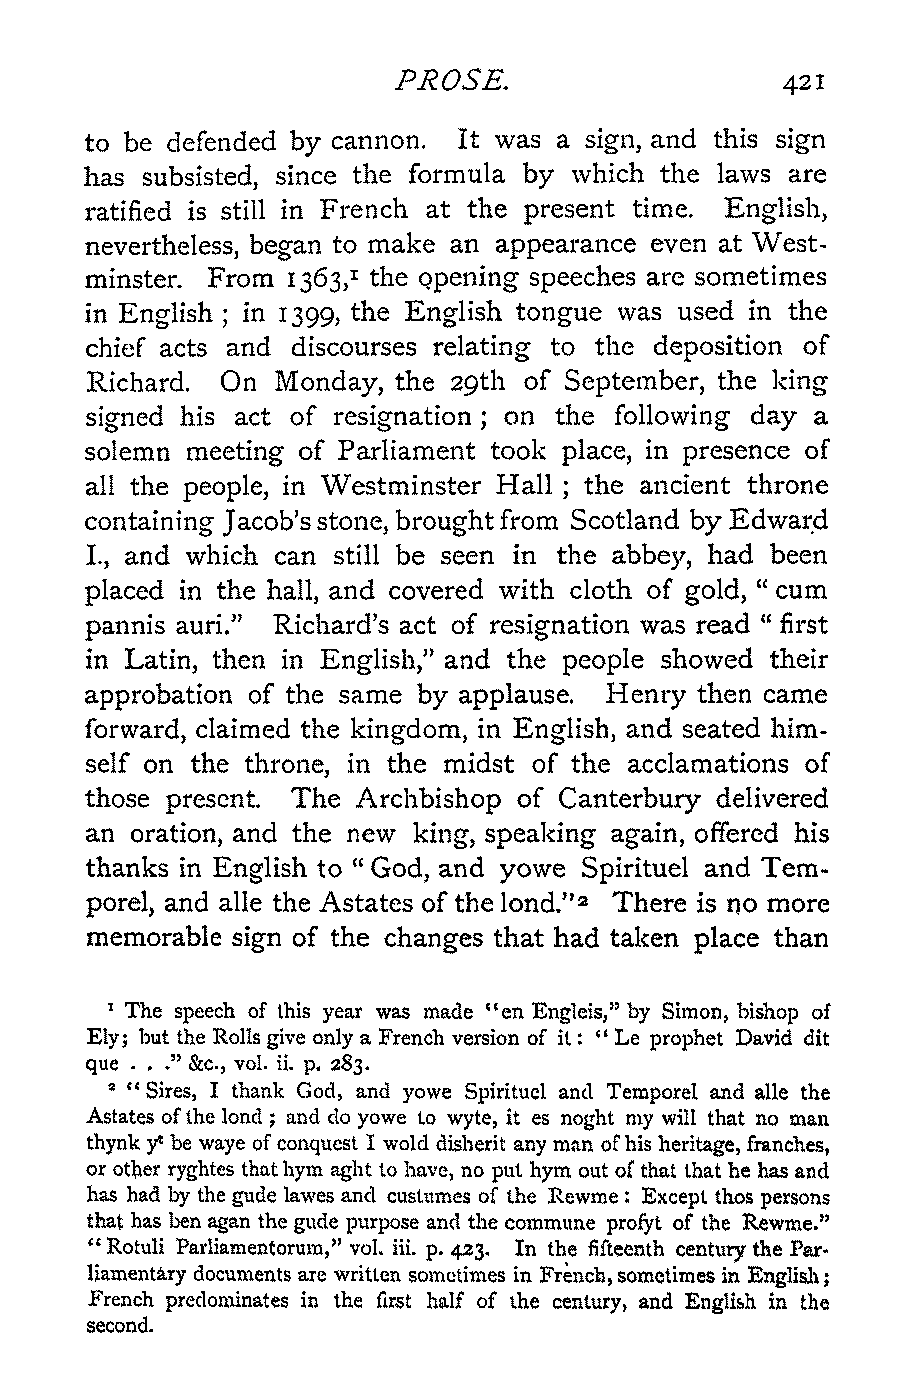 PROSE. 421
to be defended by cannon. It was a sign, and this sign
has subsisted, since the formula by which the laws are
ratified is still in French at the present time. English,
nevertheless, began to make an appearance even at West-
minster. From 1363,¹ the opening speeches are sometimes
in English ; in 1399, the English tongue was used in the
chief acts and discourses relating to the deposition of
Richard. On Monday, the 29th of September, the king
signed his act of resignation ; on the following day a
solemn meeting of Parliament took place, in presence of
all the people, in Westminster Hall ; the ancient throne
containing Jacob's stone, brought from Scotland by Edward
I., and which can still be seen in the abbey, had been
placed in the hall, and covered with cloth of gold, " cum
pannis auri." Richard's act of resignation was read " first
in Latin, then in English," and the people showed their
approbation of the same by applause. Henry then came
forward, claimed the kingdom, in English, and seated him-
self on the throne, in the midst of the acclamations of
those present. The Archbishop of Canterbury delivered
an oration, and the new king, speaking again, offered his
thanks in English to " God, and yowe Spirituel and Tem-
porel, and alle the Astates of the lond."² There is no more
memorable sign of the changes that had taken place than
¹ The speech of this year was made "en Engleis," by Simon, bishop of
Ely; but the Rolls give only a French version of it : " Le prophet David dit
que . . ." &c., vol. ii. p. 283.
² " Sires, I thank God, and yowe Spirituel and Temporel and alle the
Astates of the lond ; and do yowe to wyte, it es noght my will that no man
thynk yᵗ be waye of conquest I wold disherit any man of his heritage, franches,
or other ryghtes that hym aght to have, no put hym out of that that he has and
has had by the gude lawes and custumes of the Rewme : Except thos persons
that has ben agan the gude purpose and the commune profyt of the Rewme."
" Rotuli Parliamentorum," vol. iii. p. 423. In the fifteenth century the Par-
liamentary documents are written sometimes in French, sometimes in English ;
French predominates in the first half of the century, and English in the
second.